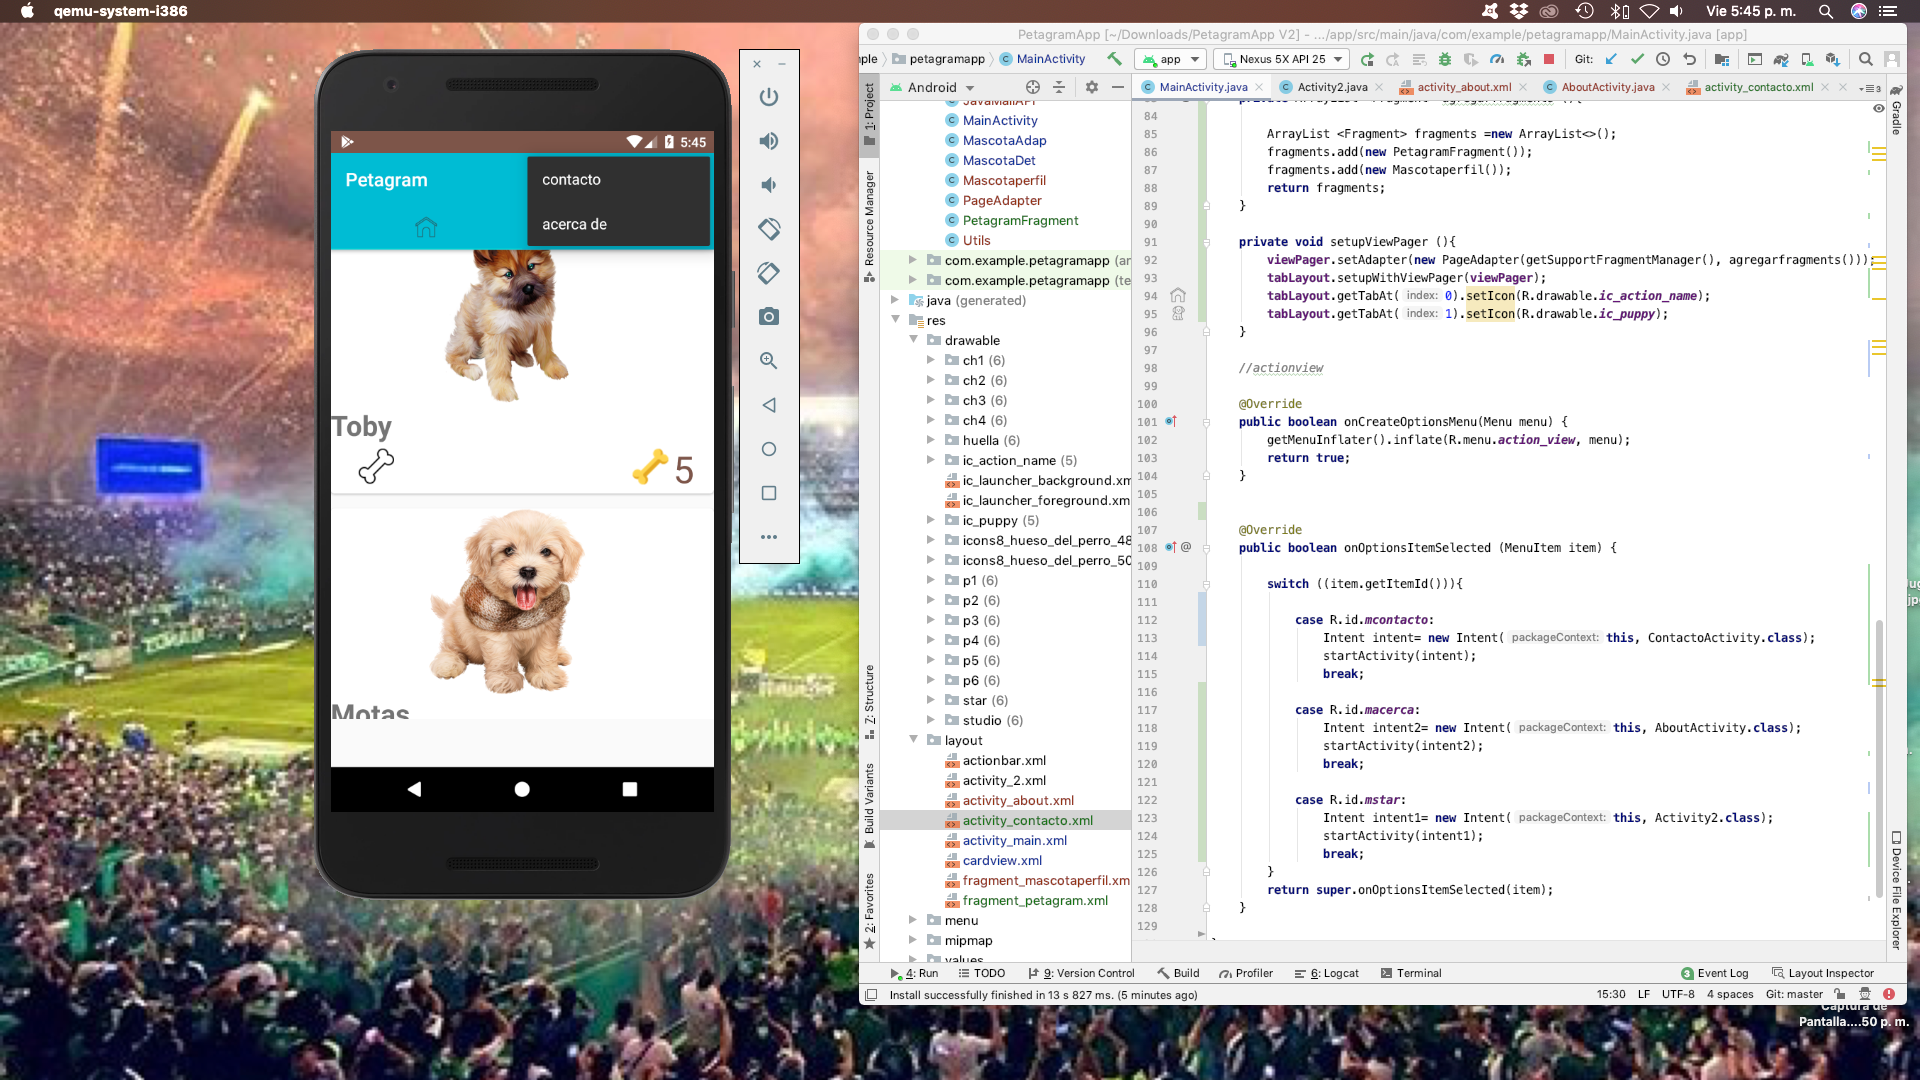 qemu-system-i386
Vie 5:45 p. m.
5:45
Petagram
contacto
acerca de
Toby
5
Motas
PetagramApp [~/Downloads/PetagramApp V2] - .../app/src/main/java/com/example/petagramapp/MainActivity.java [app]
ple
petagramapp
MainActivity
app
Nexus 5X API 25
Git:
Android
MainActivity.java
Activity2.java
activity_about.xml
AboutActivity.java
activity_contacto.xml
1: Project
Resource Manager
7: Structure
Build Variants
2: Favorites
Gradle
Device File Explorer
JavaMailAPI
MainActivity
MascotaAdap
MascotaDet
Mascotaperfil
PageAdapter
PetagramFragment
Utils
com.example.petagramapp (ar
com.example.petagramapp (te
java (generated)
res
drawable
ch1 (6)
ch2 (6)
ch3 (6)
ch4 (6)
huella (6)
ic_action_name (5)
ic_launcher_background.xm
ic_launcher_foreground.xm
ic_puppy (5)
icons8_hueso_del_perro_48
icons8_hueso_del_perro_50
p1 (6)
p2 (6)
p3 (6)
p4 (6)
p5 (6)
p6 (6)
star (6)
studio (6)
layout
actionbar.xml
activity_2.xml
activity_about.xml
activity_contacto.xml
activity_main.xml
cardview.xml
fragment_mascotaperfil.xm
fragment_petagram.xml
menu
mipmap
values
84
85 ArrayList <Fragment> fragments =new ArrayList<>();
86 fragments.add(new PetagramFragment());
87 fragments.add(new Mascotaperfil());
88 return fragments;
89 }
90
91 private void setupViewPager (){
92 viewPager.setAdapter(new PageAdapter(getSupportFragmentManager(), agregarfragments()));
93 tabLayout.setupWithViewPager(viewPager);
94 tabLayout.getTabAt( index: 0).setIcon(R.drawable.ic_action_name);
95 tabLayout.getTabAt( index: 1).setIcon(R.drawable.ic_puppy);
96 }
97
98 //actionview
99
100 @Override
101 public boolean onCreateOptionsMenu(Menu menu) {
102 getMenuInflater().inflate(R.menu.action_view, menu);
103 return true;
104 }
105
106
107 @Override
108 public boolean onOptionsItemSelected (MenuItem item) {
109
110 switch ((item.getItemId())){
111
112 case R.id.mcontacto:
113 Intent intent= new Intent( packageContext: this, ContactoActivity.class);
114 startActivity(intent);
115 break;
116
117 case R.id.macerca:
118 Intent intent2= new Intent( packageContext: this, AboutActivity.class);
119 startActivity(intent2);
120 break;
121
122 case R.id.mstar:
123 Intent intent1= new Intent( packageContext: this, Activity2.class);
124 startActivity(intent1);
125 break;
126 }
127 return super.onOptionsItemSelected(item);
128 }
129
4: Run
TODO
9: Version Control
Build
Profiler
6: Logcat
Terminal
3 Event Log
Layout Inspector
Install successfully finished in 13 s 827 ms. (5 minutes ago)
15:30
LF
UTF-8
4 spaces
Git: master
Captura de
Pantalla....50 p. m.